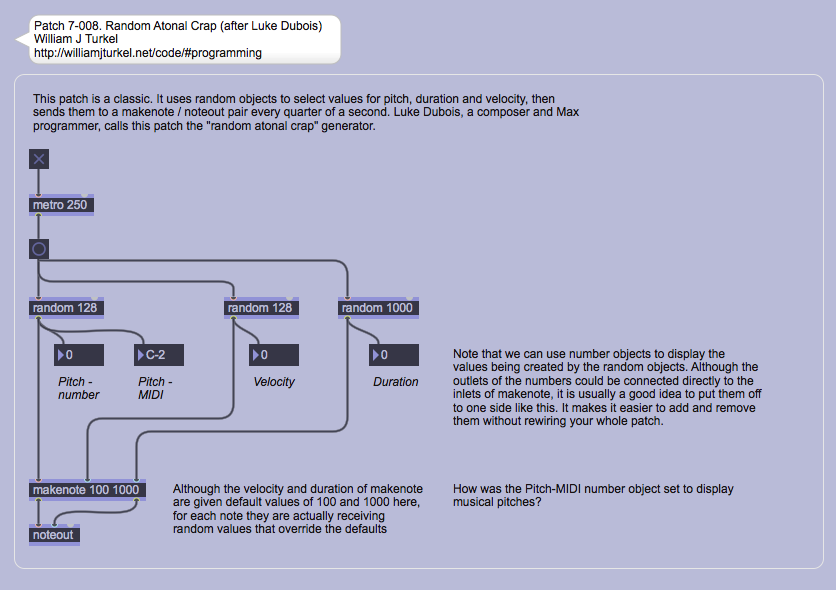 Patch 7-008. Random Atonal Crap (after Luke Dubois)
William J Turkel
http://williamjturkel.net/code/#programming
This patch is a classic. It uses random objects to select values for pitch, duration and velocity, then
sends them to a makenote / noteout pair every quarter of a second. Luke Dubois, a composer and Max
programmer, calls this patch the "random atonal crap" generator.
metro 250
random 128
random 128
random 1000
0
C-2
0
0
Pitch -
number
Pitch -
MIDI
Velocity
Duration
Note that we can use number objects to display the
values being created by the random objects. Although the
outlets of the numbers could be connected directly to the
inlets of makenote, it is usually a good idea to put them off
to one side like this. It makes it easier to add and remove
them without rewiring your whole patch.
makenote 100 1000
Although the velocity and duration of makenote
are given default values of 100 and 1000 here,
for each note they are actually receiving
random values that override the defaults
How was the Pitch-MIDI number object set to display
musical pitches?
noteout